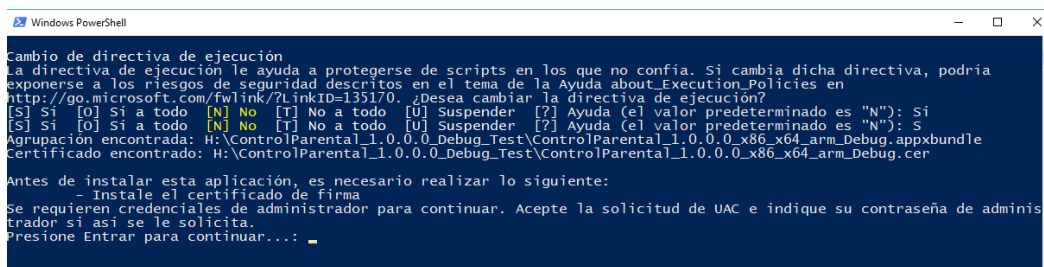 Windows PowerShell
Cambio de directiva de ejecución
La directiva de ejecución le ayuda a protegerse de scripts en los que no confía. Si cambia dicha directiva, podría
exponerse a los riesgos de seguridad descritos en el tema de la Ayuda about_Execution_Policies en
http://go.microsoft.com/fwlink/?LinkID=135170. ¿Desea cambiar la directiva de ejecución?
[S] Sí  [O] Sí a todo  [N] No  [T] No a todo  [U] Suspender  [?] Ayuda (el valor predeterminado es "N"): Si
[S] Sí  [O] Sí a todo  [N] No  [T] No a todo  [U] Suspender  [?] Ayuda (el valor predeterminado es "N"): S
Agrupación encontrada: H:\ControlParental_1.0.0.0_Debug_Test\ControlParental_1.0.0.0_x86_x64_arm_Debug.appxbundle
Certificado encontrado: H:\ControlParental_1.0.0.0_Debug_Test\ControlParental_1.0.0.0_x86_x64_arm_Debug.cer
Antes de instalar esta aplicación, es necesario realizar lo siguiente:
- Instale el certificado de firma
Se requieren credenciales de administrador para continuar. Acepte la solicitud de UAC e indique su contraseña de adminis
trador si así se le solicita.
Presione Entrar para continuar...: